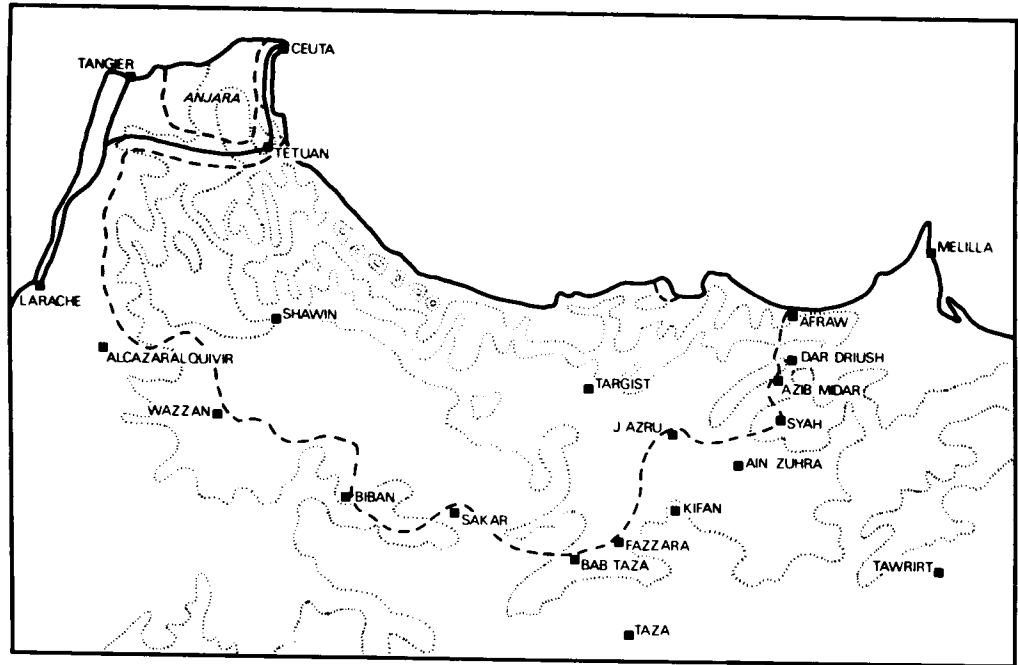 CEUTA
TANGIER
ANJARA
TETUAN
MELILLA
LARACHE
SHAWIN
AFRAW
ALCAZARALQUIVIR
DAR DRIUSH
TARGIST
AZIB MIDAR
WAZZAN
SYAH
J AZRU
AIN ZUHRA
BIBAN
KIFAN
SAKAR
FAZZARA
BAB TAZA
TAWRIRT
TAZA